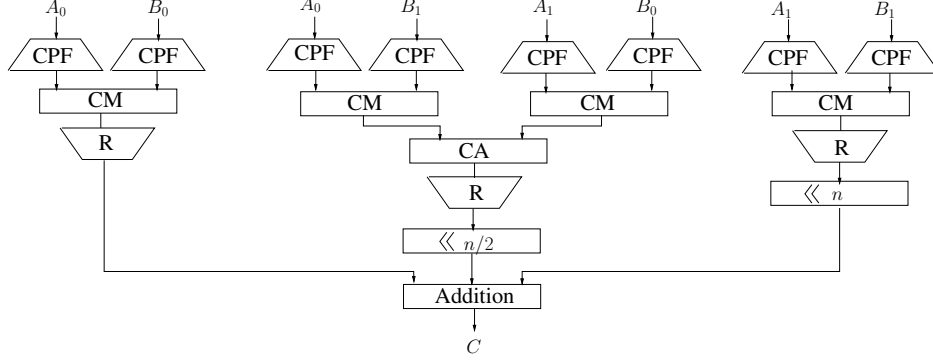 A₀ B₀ A₀ B₁ A₁ B₀ A₁ B₁
CPF CPF CPF CPF CPF CPF CPF CPF
CM CM CM CM
R CA R
R ≪ n
≪ n/2
Addition
C